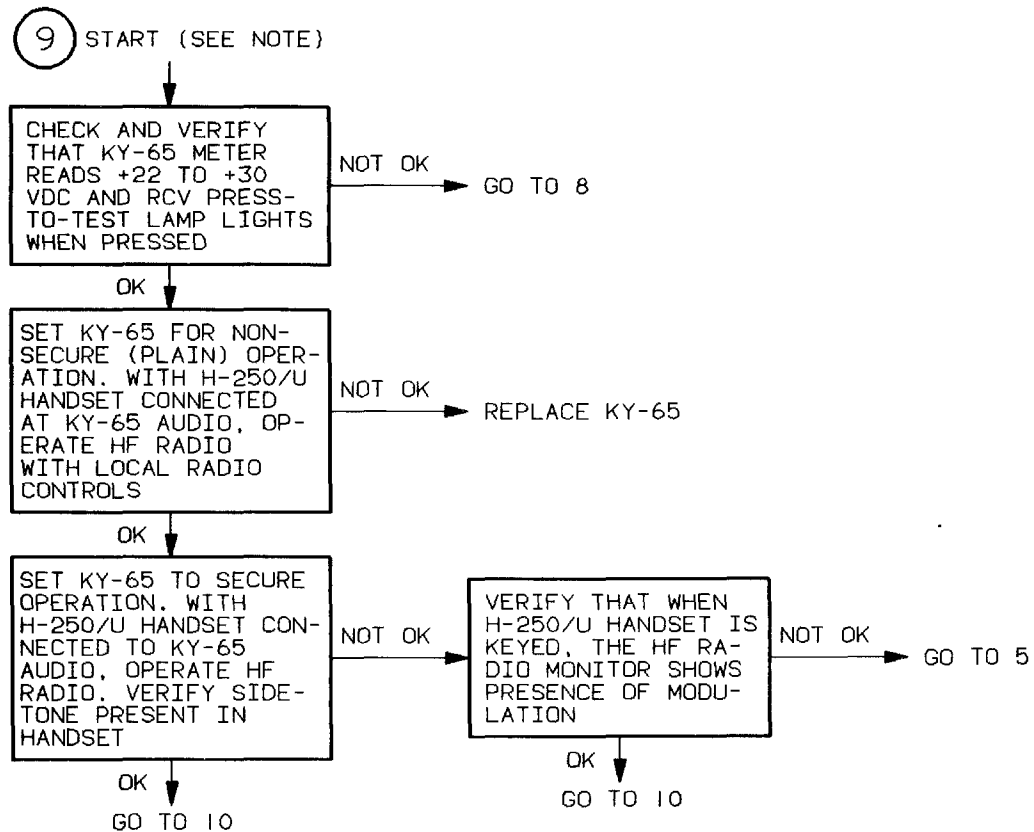 9 START (SEE NOTE)
CHECK AND VERIFY
THAT KY-65 METER
READS +22 TO +30
VDC AND RCV PRESS-
TO-TEST LAMP LIGHTS
WHEN PRESSED
NOT OK
GO TO 8
OK
SET KY-65 FOR NON-
SECURE (PLAIN) OPER-
ATION. WITH H-250/U
HANDSET CONNECTED
AT KY-65 AUDIO, OP-
ERATE HF RADIO
WITH LOCAL RADIO
CONTROLS
NOT OK
REPLACE KY-65
OK
SET KY-65 TO SECURE
OPERATION. WITH
H-250/U HANDSET CON-
NECTED TO KY-65
AUDIO, OPERATE HF
RADIO. VERIFY SIDE-
TONE PRESENT IN
HANDSET
NOT OK
VERIFY THAT WHEN
H-250/U HANDSET IS
KEYED, THE HF RA-
DIO MONITOR SHOWS
PRESENCE OF MODU-
LATION
NOT OK
GO TO 5
OK
GO TO 10
OK
GO TO 10